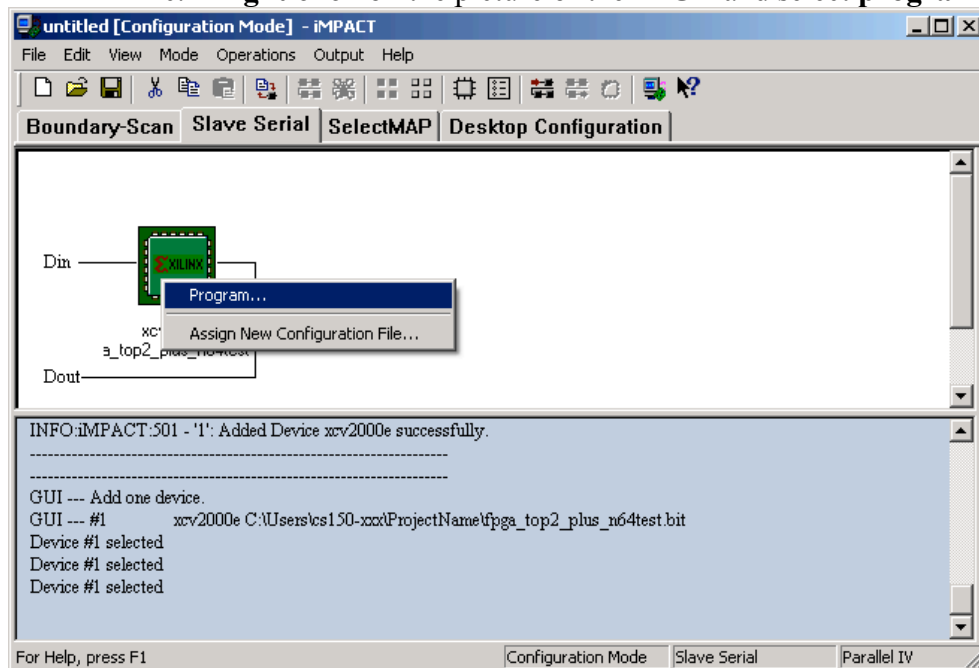 untitled [Configuration Mode] - iMPACT
File Edit View Mode Operations Output Help
Boundary-Scan Slave Serial SelectMAP Desktop Configuration
Din
XILINX
Program...
Assign New Configuration File...
Dout
INFO:iMPACT:501 - '1': Added Device xcv2000e successfully.
----------------------------------------------------------------------
----------------------------------------------------------------------
GUI --- Add one device.
GUI --- #1 xcv2000e C:\Users\cs150-xxx\ProjectName\fpga_top2_plus_n64test.bit
Device #1 selected
Device #1 selected
Device #1 selected
For Help, press F1 Configuration Mode Slave Serial Parallel IV